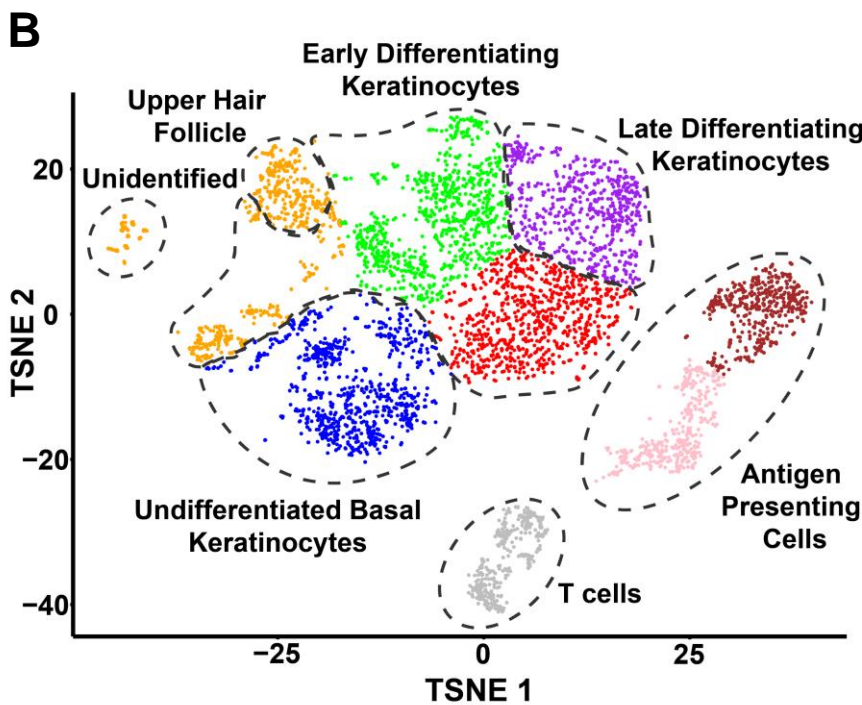 B
Early Differentiating
Keratinocytes
Upper Hair
Follicle
Late Differentiating
Keratinocytes
Unidentified
20
0
−20
−40
TSNE 2
Undifferentiated Basal
Keratinocytes
Antigen
Presenting
Cells
T cells
−25
0
25
TSNE 1